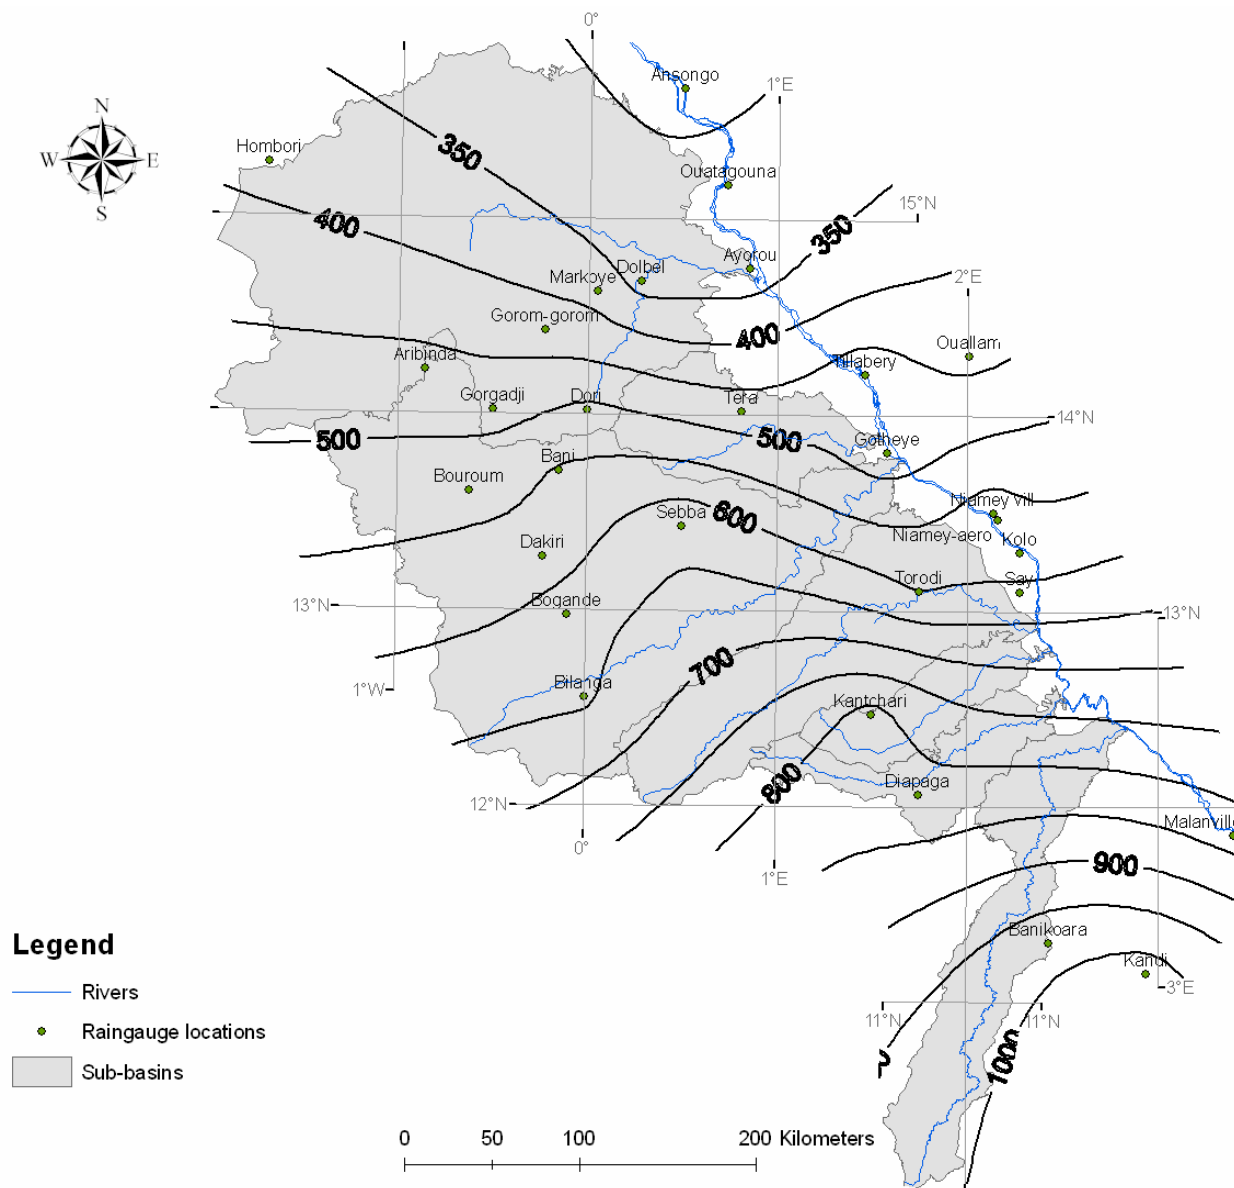 0°
Ansongo
1°E
N
W E
S
Hombori
350
Ouatagouna
15°N
400
350
Ayorou
Dolbel
Markoye
2°E
Gorom-gorom
400
Ouallam
Aribinda
Tillabery
Gorgadji
Dori
Tera
14°N
500
500
Gotheye
Bani
Bouroum
Niamey vill
Sebba
600
Niamey-aero
Kolo
Dakiri
Torodi
Say
13°N
Bogande
13°N
700
1°W
Bilanga
Kantchari
800
Diapaga
12°N
Malanville
0°
1°E
900
Legend
Banikoara
Kandi
Rivers
3°E
11°N
11°N
Raingauge locations
1000
Sub-basins
0 50 100 200 Kilometers